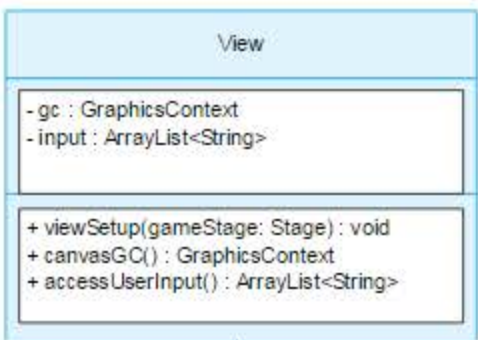 View
- gc : GraphicsContext
- input : ArrayList<String>
+ viewSetup(gameStage: Stage) : void
+ canvasGC() : GraphicsContext
+ accessUserInput() : ArrayList<String>